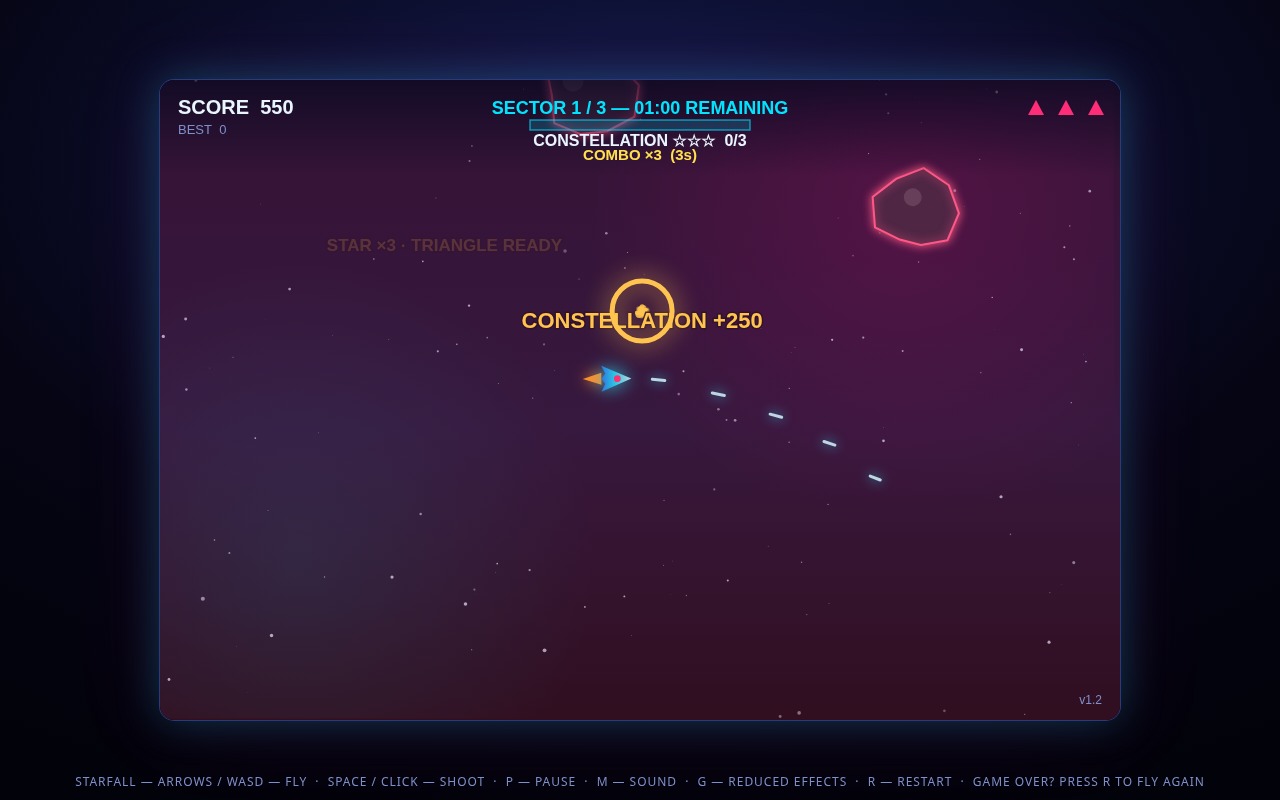 SCORE 550
BEST 0
SECTOR 1 / 3 — 01:00 REMAINING
CONSTELLATION ☆☆☆ 0/3
COMBO ×3 (3s)
STAR ×3 · TRIANGLE READY
CONSTELLATION +250
v1.2
STARFALL — ARROWS / WASD — FLY · SPACE / CLICK — SHOOT · P — PAUSE · M — SOUND · G — REDUCED EFFECTS · R — RESTART · GAME OVER? PRESS R TO FLY AGAIN